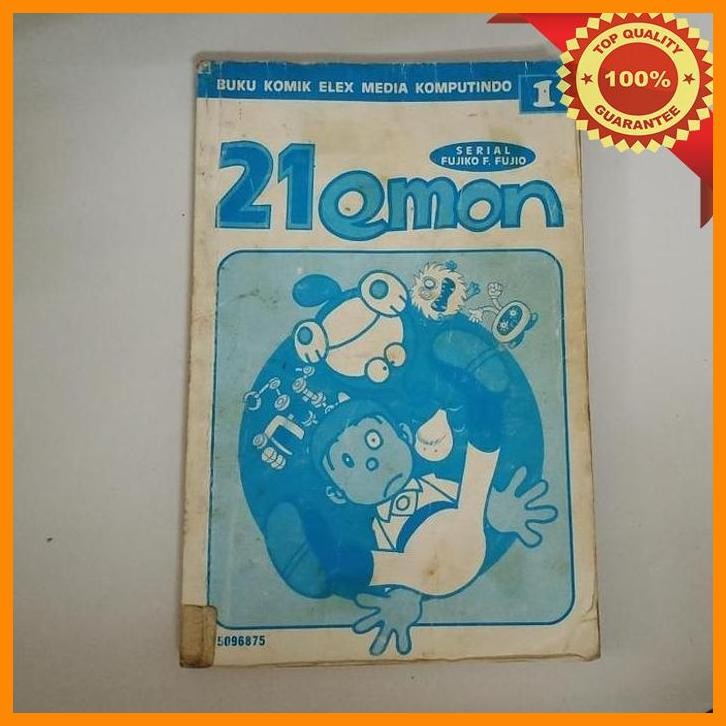 BUKU KOMIK ELEX MEDIA KOMPUTINDO 1
SERIAL
FUJIKO F. FUJIO
21emon
5096875
TOP QUALITY
100%
GUARANTEE